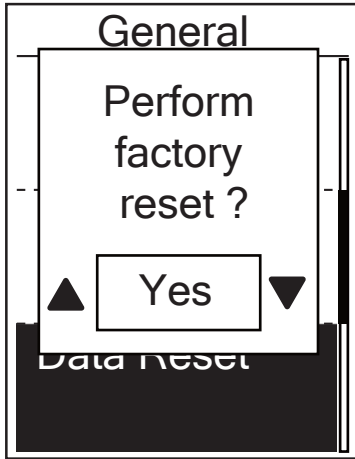 General
Perform
factory
reset ?
Yes
Data Reset